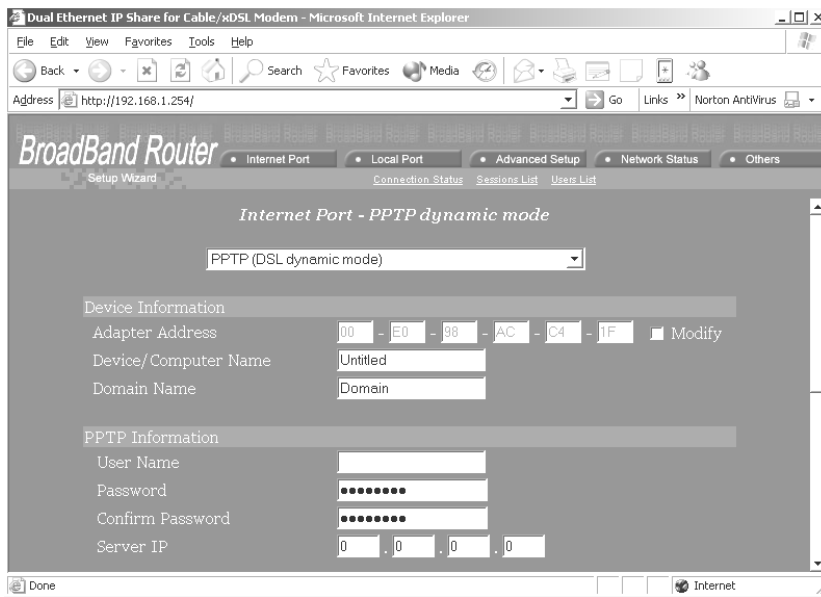 Dual Ethernet IP Share for Cable/xDSL Modem - Microsoft Internet Explorer
File Edit View Favorites Tools Help
Back Search Favorites Media
Address http://192.168.1.254/ Go Links » Norton AntiVirus
BroadBand Router
Internet Port Local Port Advanced Setup Network Status Others
Setup Wizard Connection Status Sessions List Users List
Internet Port - PPTP dynamic mode
PPTP (DSL dynamic mode)
Device Information
Adapter Address 00 - E0 - 98 - AC - C4 - 1F Modify
Device/Computer Name Untitled
Domain Name Domain
PPTP Information
User Name
Password ●●●●●●●●
Confirm Password ●●●●●●●●
Server IP 0 . 0 . 0 . 0
Done Internet